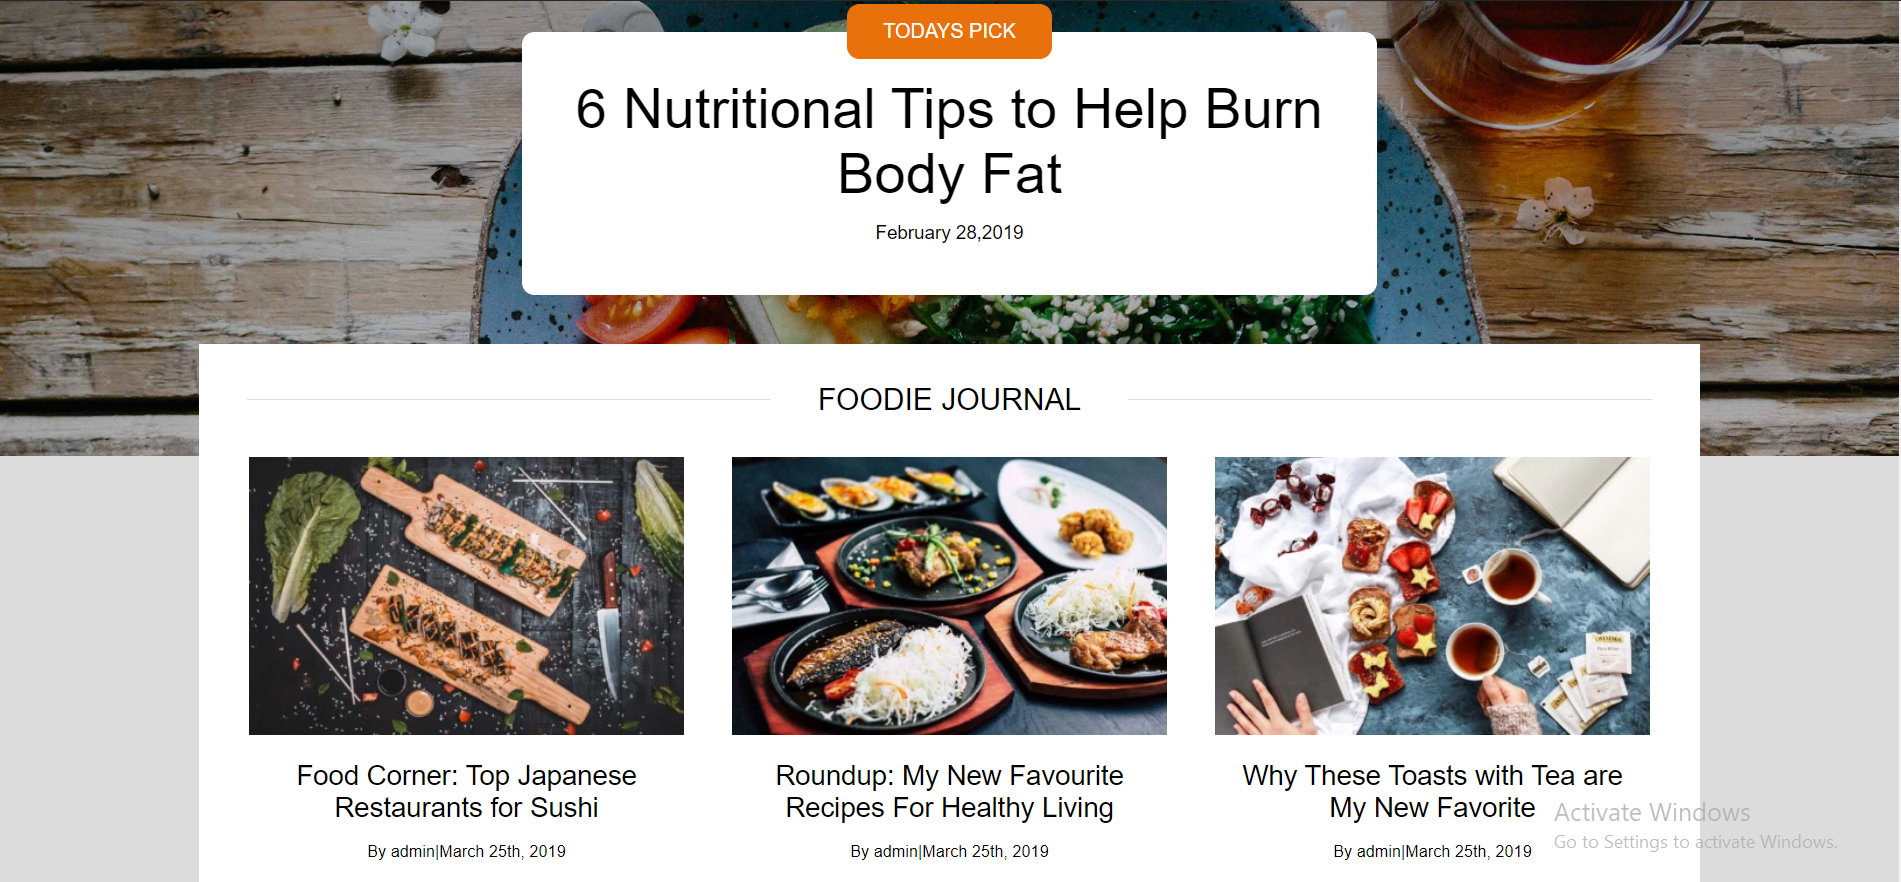 TODAYS PICK
6 Nutritional Tips to Help Burn
Body Fat
February 28,2019
FOODIE JOURNAL
Food Corner: Top Japanese
Restaurants for Sushi
By admin|March 25th, 2019
Roundup: My New Favourite
Recipes For Healthy Living
By admin|March 25th, 2019
Why These Toasts with Tea are
My New Favorite
By admin|March 25th, 2019
Activate Windows
Go to Settings to activate Windows.